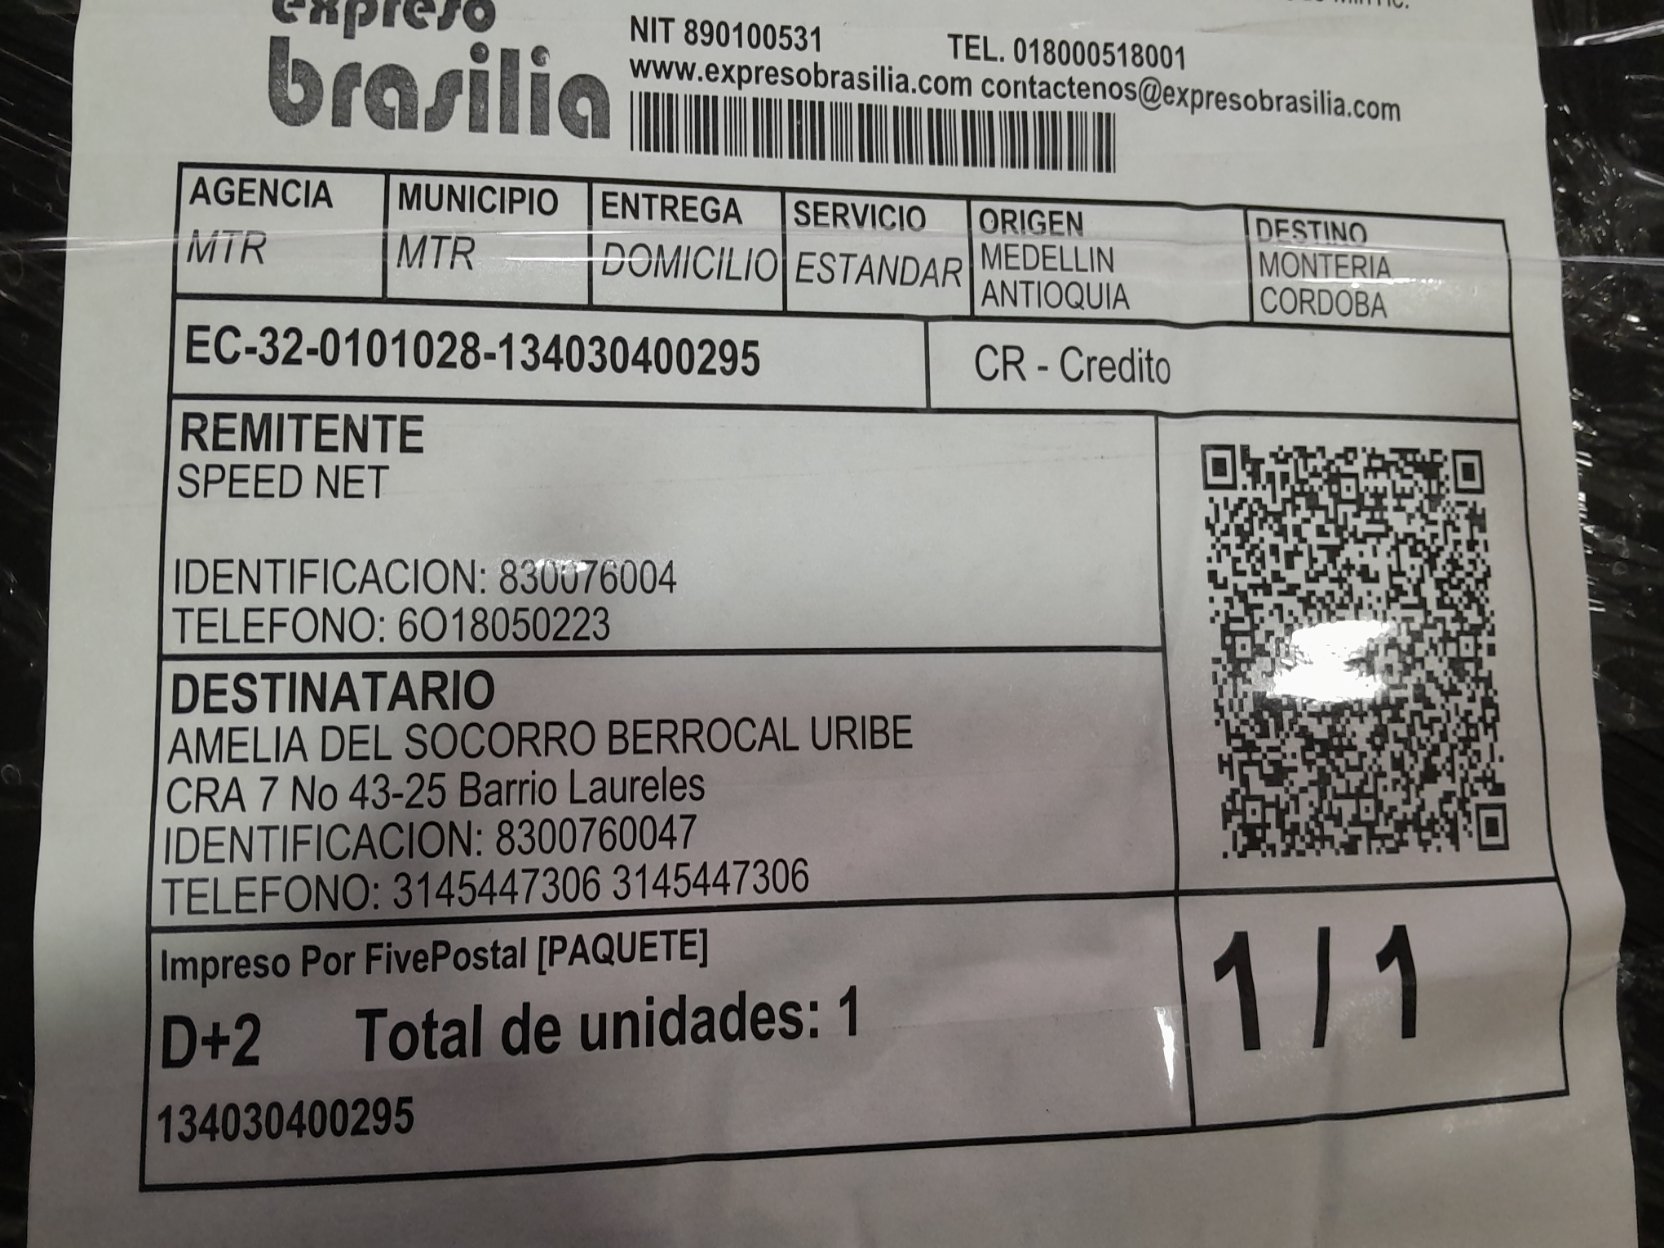 expreso
brasilia
NIT 890100531 TEL. 018000518001
www.expresobrasilia.com contactenos@expresobrasilia.com
AGENCIA MUNICIPIO ENTREGA SERVICIO ORIGEN DESTINO
MTR MTR DOMICILIO ESTANDAR MEDELLIN MONTERIA
ANTIOQUIA CORDOBA
EC-32-0101028-134030400295 CR - Credito
REMITENTE
SPEED NET
IDENTIFICACION: 830076004
TELEFONO: 6O18050223
DESTINATARIO
AMELIA DEL SOCORRO BERROCAL URIBE
CRA 7 No 43-25 Barrio Laureles
IDENTIFICACION: 8300760047
TELEFONO: 3145447306 3145447306
Impreso Por FivePostal [PAQUETE]
D+2 Total de unidades: 1
1 / 1
134030400295